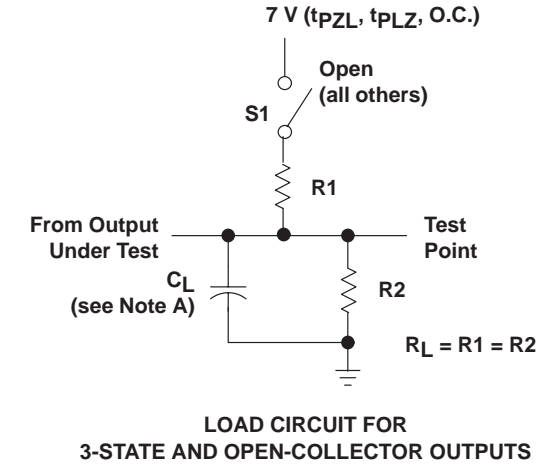 7 V (tPZL, tPLZ, O.C.)
Open
(all others)
S1
R1
From Output
Under Test
Test
Point
CL
(see Note A)
R2
RL = R1 = R2
LOAD CIRCUIT FOR
3-STATE AND OPEN-COLLECTOR OUTPUTS